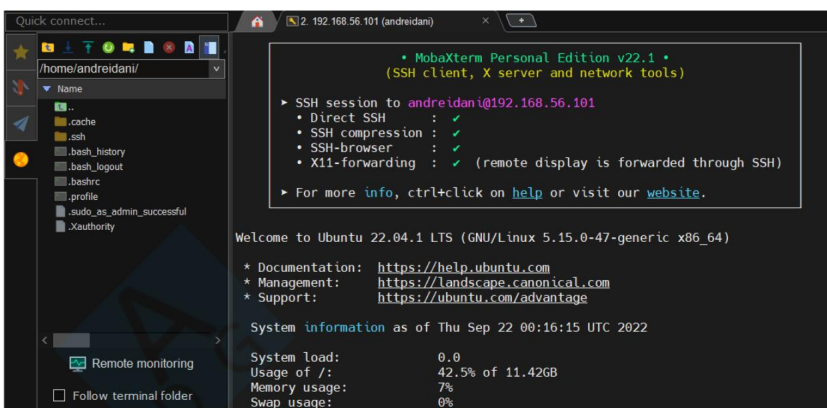 Quick connect...
2. 192.168.56.101 (andreidani)
/home/andreidani/
Name
..
.cache
.ssh
.bash_history
.bash_logout
.bashrc
.profile
.sudo_as_admin_successful
.Xauthority
Remote monitoring
Follow terminal folder
• MobaXterm Personal Edition v22.1 •
(SSH client, X server and network tools)
➤ SSH session to andreidani@192.168.56.101
• Direct SSH : ✔
• SSH compression : ✔
• SSH-browser : ✔
• X11-forwarding : ✔ (remote display is forwarded through SSH)
➤ For more info, ctrl+click on help or visit our website.
Welcome to Ubuntu 22.04.1 LTS (GNU/Linux 5.15.0-47-generic x86_64)
* Documentation: https://help.ubuntu.com
* Management: https://landscape.canonical.com
* Support: https://ubuntu.com/advantage
System information as of Thu Sep 22 00:16:15 UTC 2022
System load: 0.0
Usage of /: 42.5% of 11.42GB
Memory usage: 7%
Swap usage: 0%